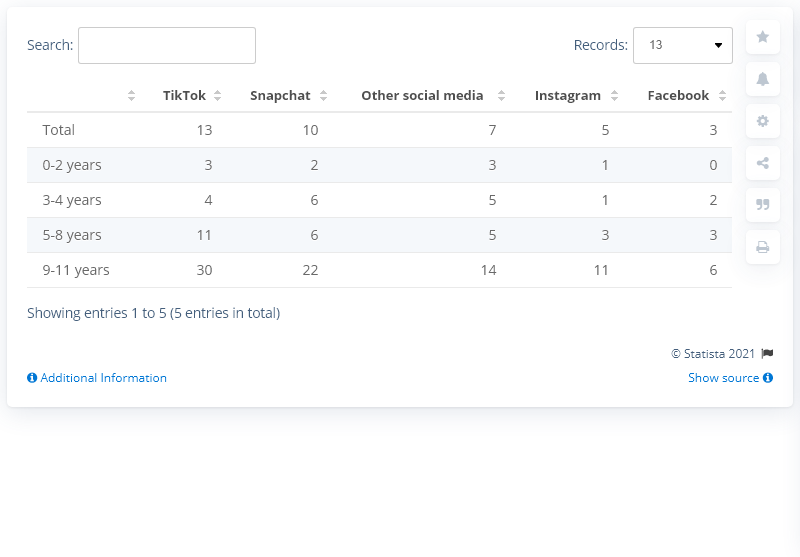 Search: Records: 13
TikTok Snapchat Other social media Instagram Facebook
Total 13 10 7 5 3
0-2 years 3 2 3 1 0
3-4 years 4 6 5 1 2
5-8 years 11 6 5 3 3
9-11 years 30 22 14 11 6
Showing entries 1 to 5 (5 entries in total)
© Statista 2021
Additional Information Show source